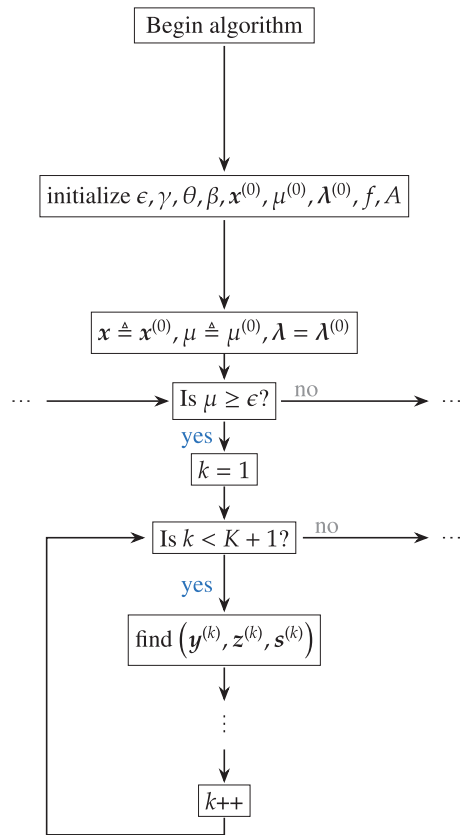 Begin algorithm
initialize ϵ, γ, θ, β, x⁽⁰⁾, μ⁽⁰⁾, λ⁽⁰⁾, f, A
x ≜ x⁽⁰⁾, μ ≜ μ⁽⁰⁾, λ = λ⁽⁰⁾
··· Is μ ≥ ϵ? no ···
yes
k = 1
Is k < K + 1? no ···
yes
find (y⁽ᵏ⁾, z⁽ᵏ⁾, s⁽ᵏ⁾)
⋮
k++